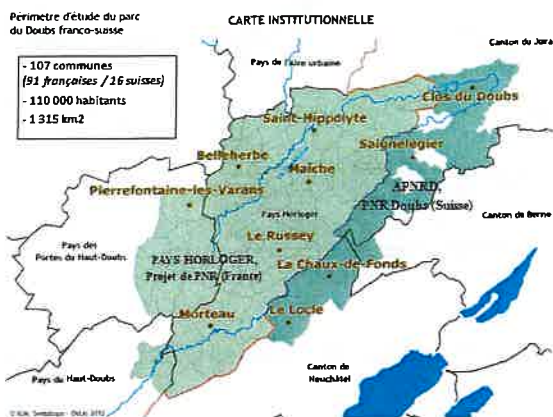 Périmetre d'étude du parc
du Doubs franco-suisse
CARTE INSTITUTIONNELLE
- 107 communes
(91 françaises / 16 suisses)
- 110 000 habitants
- 1 315 km2
Canton du Jura
Pays de l'Aire urbaine
Clos du Doubs
Saint-Hippolyte
Saignelégier
Belleherbe
Maîche
Pierrefontaine-les-Varans
APNRD,
PNR Doubs (Suisse)
Canton de Berne
Pays Horloger
Le Russey
Pays des
Portes du Haut-Doubs
PAYS HORLOGER,
Projet de PNR (France)
La Chaux-de-Fonds
Morteau
Le Locle
Pays du Haut-Doubs
Canton de
Neuchâtel